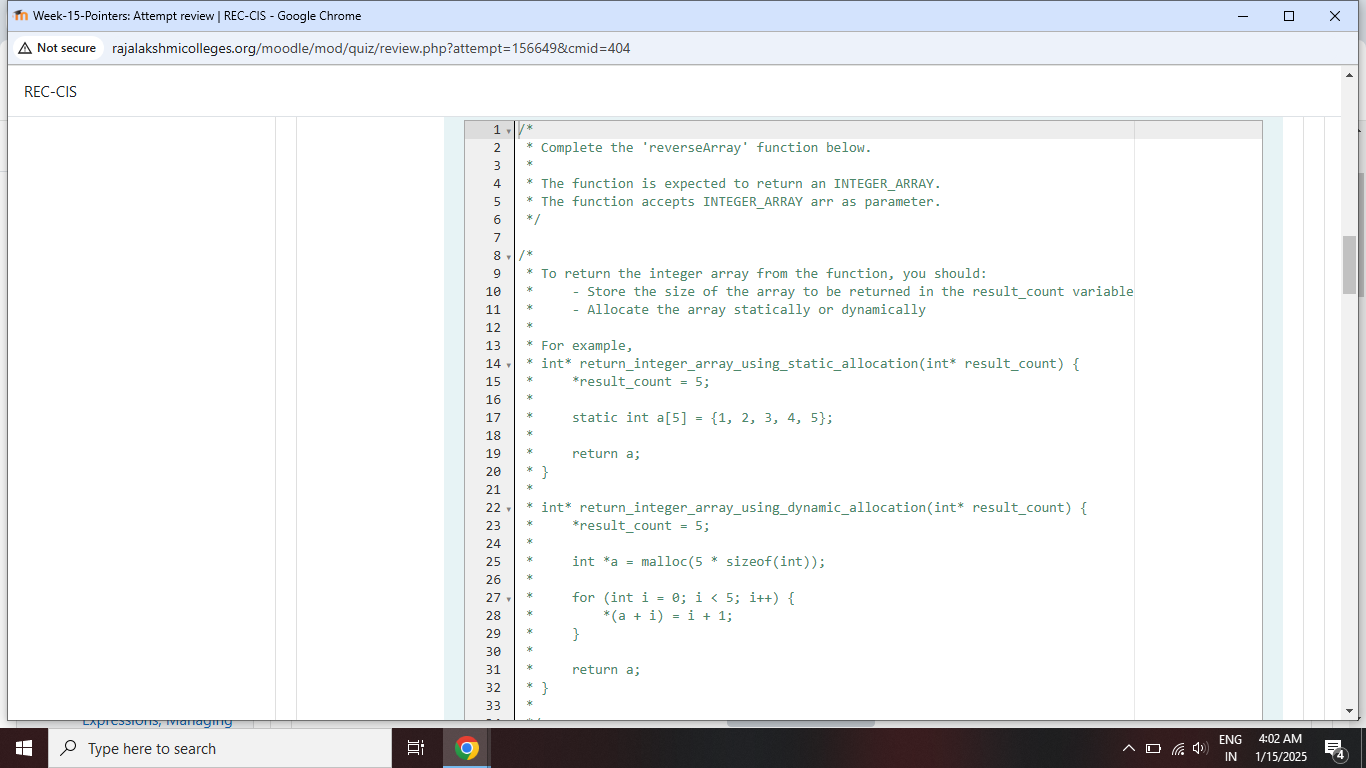 Week-15-Pointers: Attempt review | REC-CIS - Google Chrome
Not secure rajalakshmicolleges.org/moodle/mod/quiz/review.php?attempt=156649&cmid=404
REC-CIS
1 /*
2 * Complete the 'reverseArray' function below.
3 *
4 * The function is expected to return an INTEGER_ARRAY.
5 * The function accepts INTEGER_ARRAY arr as parameter.
6 */
7
8 /*
9 * To return the integer array from the function, you should:
10 *     - Store the size of the array to be returned in the result_count variable
11 *     - Allocate the array statically or dynamically
12 *
13 * For example,
14 * int* return_integer_array_using_static_allocation(int* result_count) {
15 *     *result_count = 5;
16 *
17 *     static int a[5] = {1, 2, 3, 4, 5};
18 *
19 *     return a;
20 * }
21 *
22 * int* return_integer_array_using_dynamic_allocation(int* result_count) {
23 *     *result_count = 5;
24 *
25 *     int *a = malloc(5 * sizeof(int));
26 *
27 *     for (int i = 0; i < 5; i++) {
28 *         *(a + i) = i + 1;
29 *     }
30 *
31 *     return a;
32 * }
33 *
Expressions, Managing
Type here to search
ENG
IN
4:02 AM
1/15/2025
4